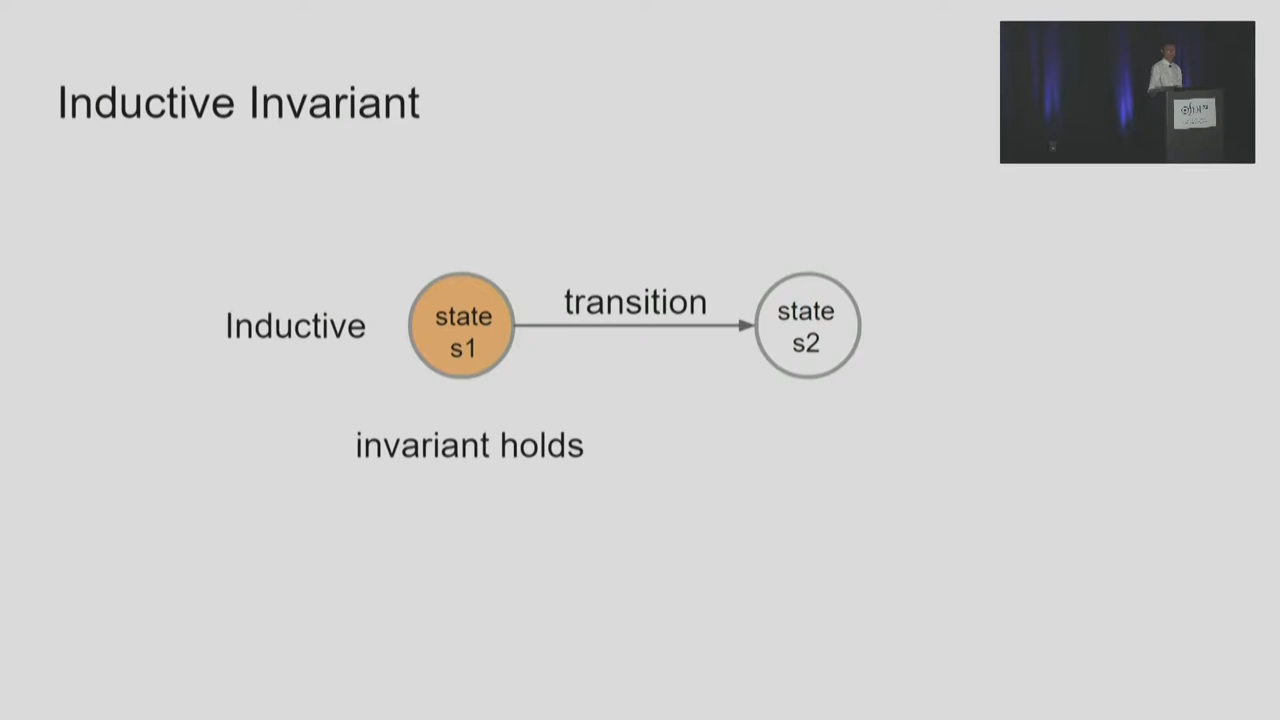 Inductive Invariant
Inductive
state
s1
transition
state
s2
invariant holds